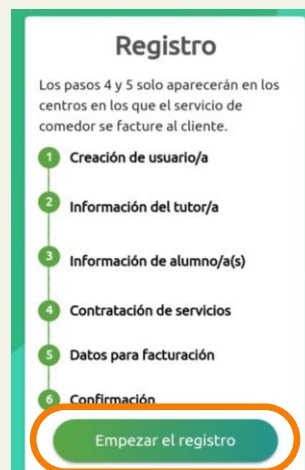 Registro
Los pasos 4 y 5 solo aparecerán en los
centros en los que el servicio de
comedor se facture al cliente.
1 Creación de usuario/a
2 Información del tutor/a
3 Información de alumno/a(s)
4 Contratación de servicios
5 Datos para facturación
6 Confirmación
Empezar el registro